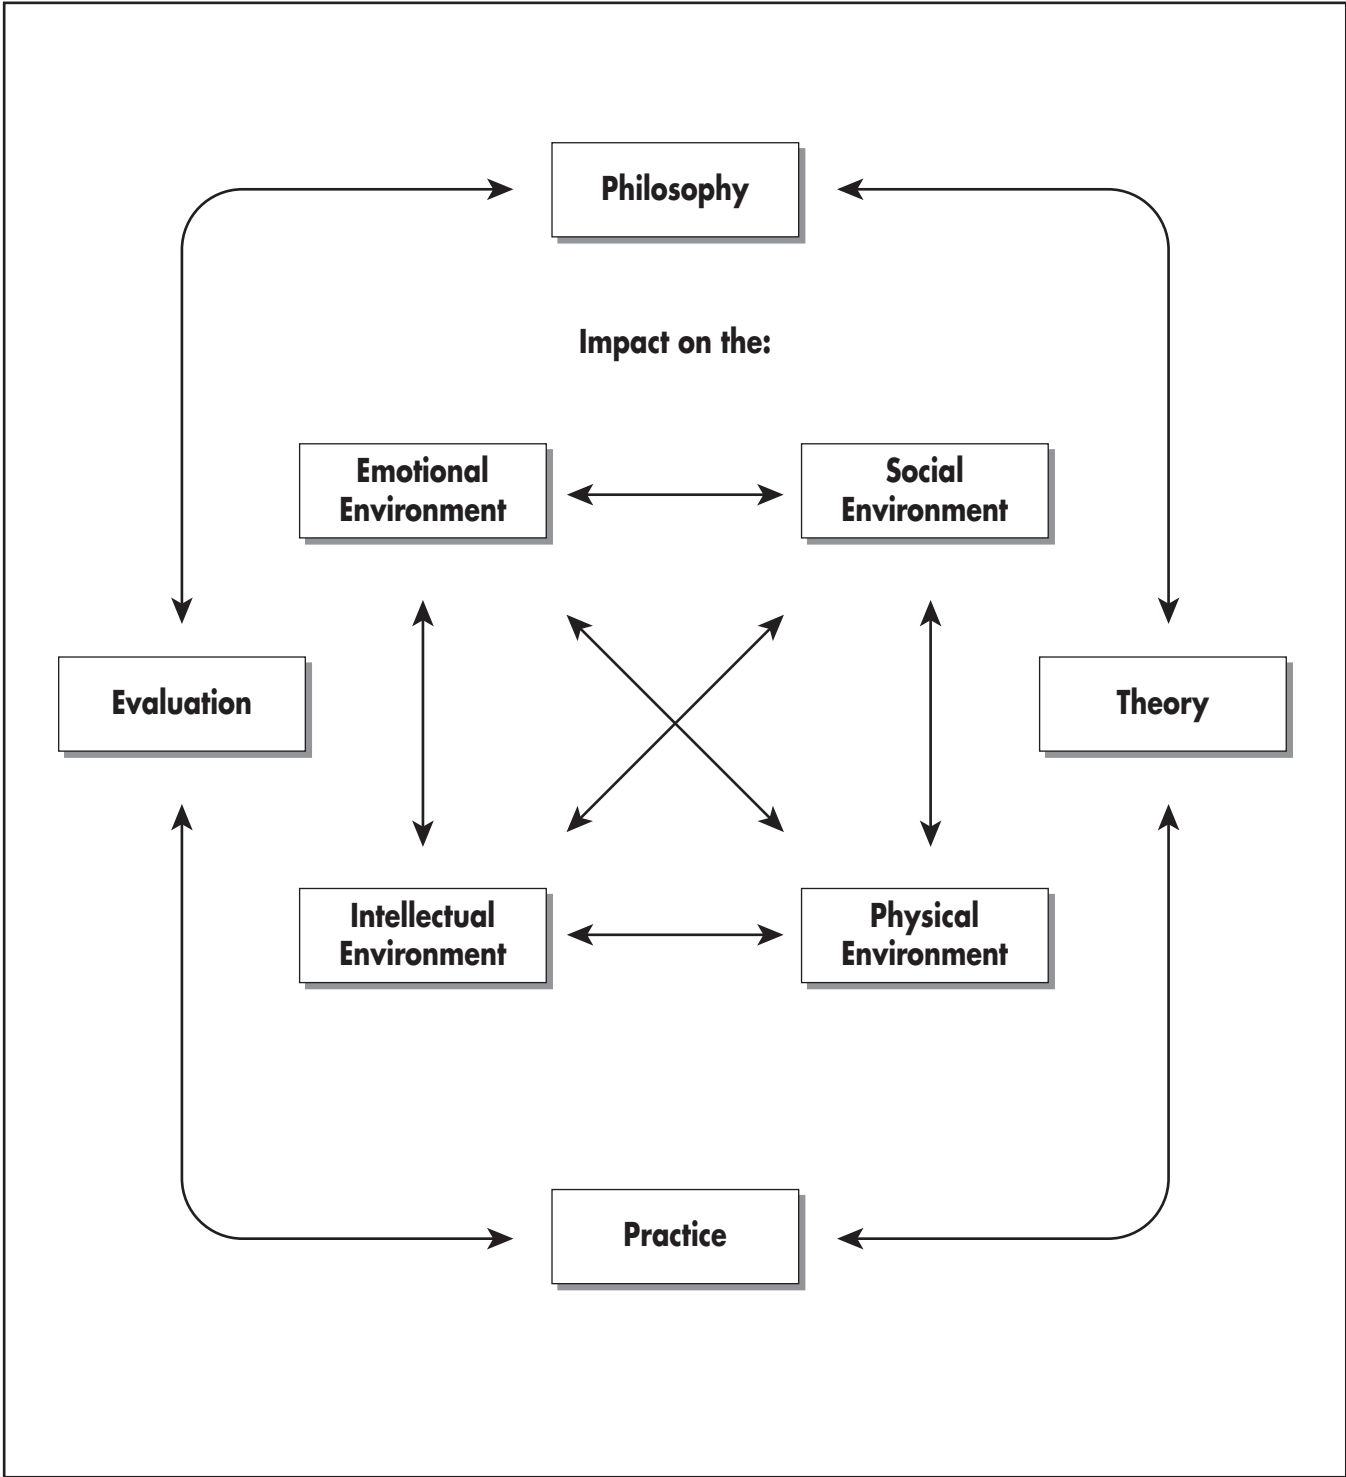 Philosophy
Impact on the:
Emotional
Environment
Social
Environment
Evaluation
Theory
Intellectual
Environment
Physical
Environment
Practice